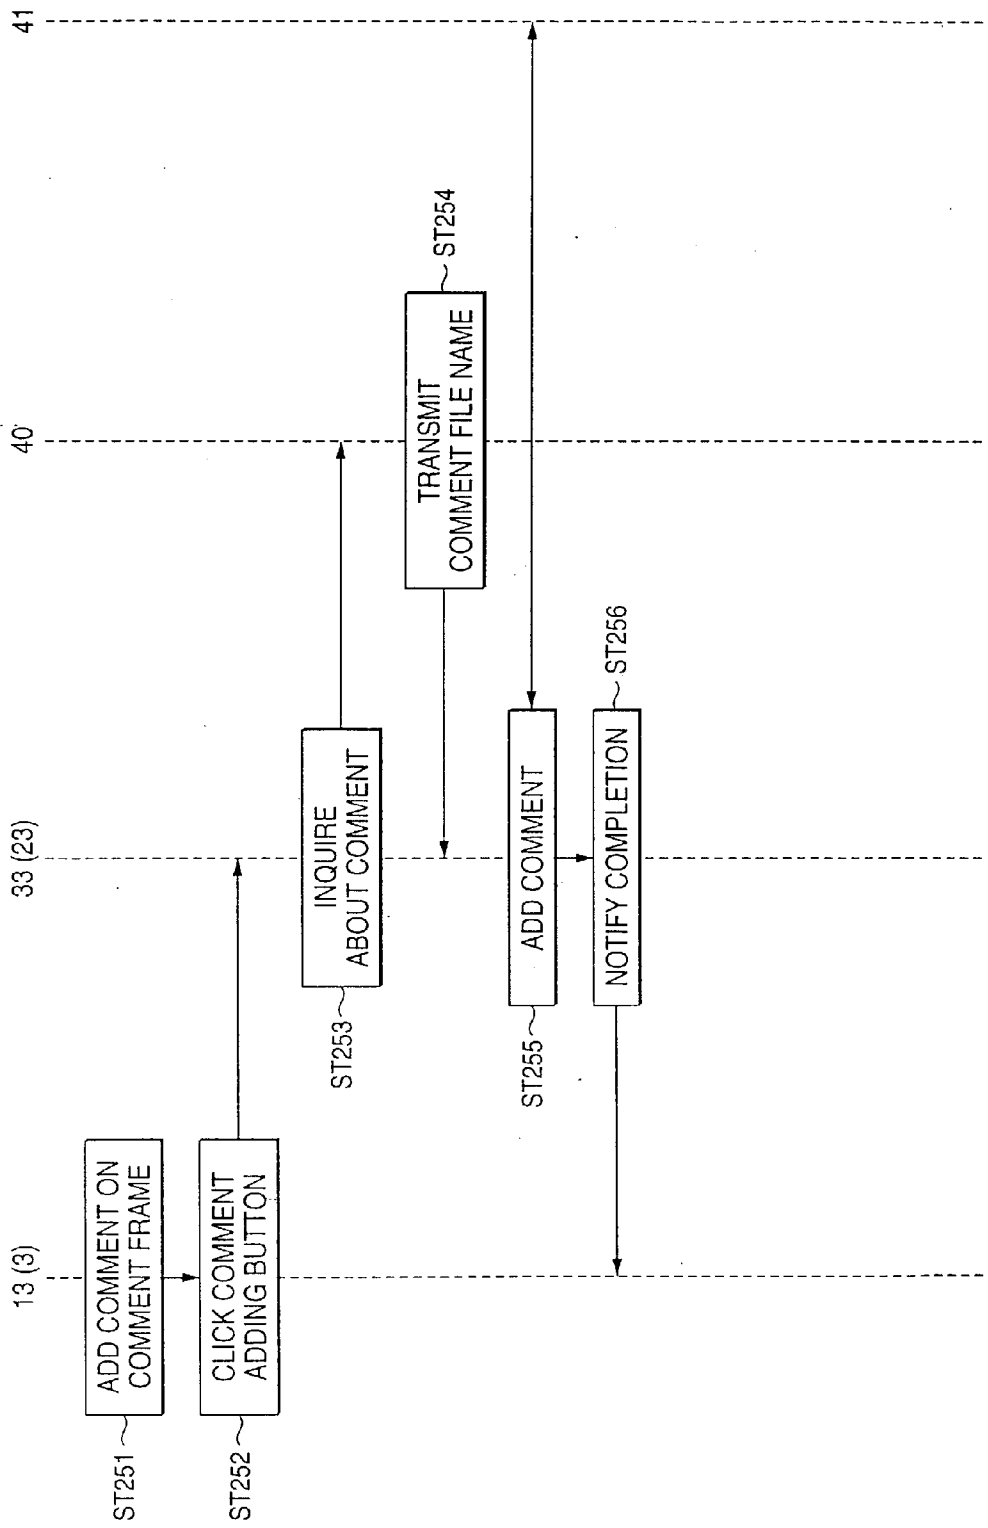 13 (3)
33 (23)
40
41
ST251
ADD COMMENT ON
COMMENT FRAME
ST252
CLICK COMMENT
ADDING BUTTON
ST253
INQUIRE
ABOUT COMMENT
TRANSMIT
COMMENT FILE NAME
ST254
ST255
ADD COMMENT
NOTIFY COMPLETION
ST256